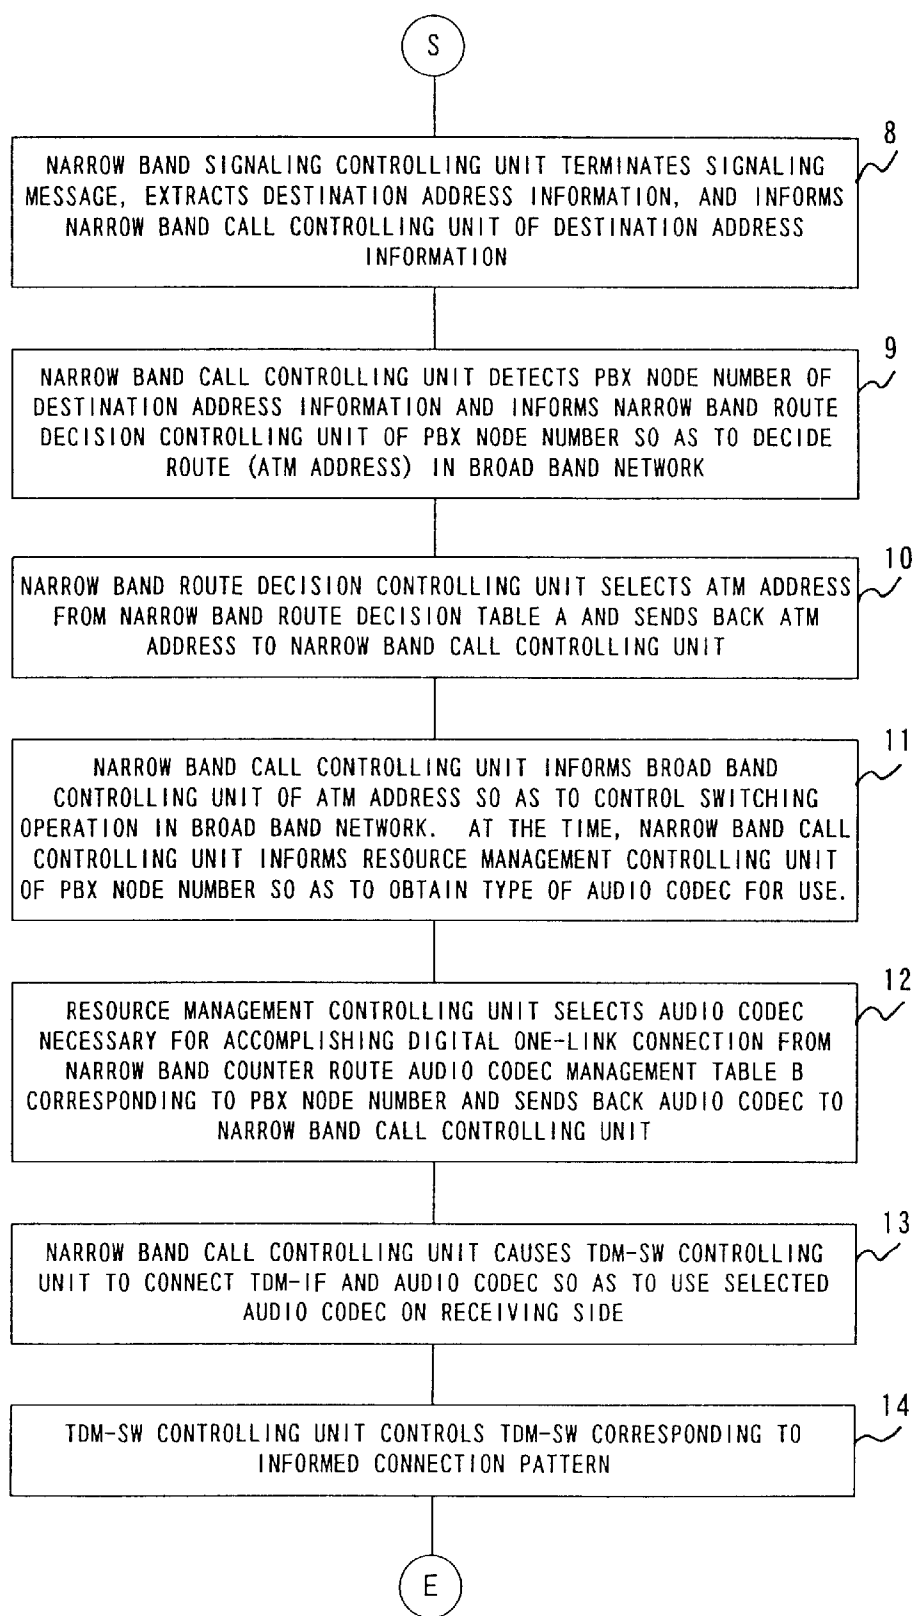 S
8
NARROW BAND SIGNALING CONTROLLING UNIT TERMINATES SIGNALING
MESSAGE, EXTRACTS DESTINATION ADDRESS INFORMATION, AND INFORMS
NARROW BAND CALL CONTROLLING UNIT OF DESTINATION ADDRESS
INFORMATION
9
NARROW BAND CALL CONTROLLING UNIT DETECTS PBX NODE NUMBER OF
DESTINATION ADDRESS INFORMATION AND INFORMS NARROW BAND ROUTE
DECISION CONTROLLING UNIT OF PBX NODE NUMBER SO AS TO DECIDE
ROUTE (ATM ADDRESS) IN BROAD BAND NETWORK
10
NARROW BAND ROUTE DECISION CONTROLLING UNIT SELECTS ATM ADDRESS
FROM NARROW BAND ROUTE DECISION TABLE A AND SENDS BACK ATM
ADDRESS TO NARROW BAND CALL CONTROLLING UNIT
11
NARROW BAND CALL CONTROLLING UNIT INFORMS BROAD BAND
CONTROLLING UNIT OF ATM ADDRESS SO AS TO CONTROL SWITCHING
OPERATION IN BROAD BAND NETWORK. AT THE TIME, NARROW BAND CALL
CONTROLLING UNIT INFORMS RESOURCE MANAGEMENT CONTROLLING UNIT
OF PBX NODE NUMBER SO AS TO OBTAIN TYPE OF AUDIO CODEC FOR USE.
12
RESOURCE MANAGEMENT CONTROLLING UNIT SELECTS AUDIO CODEC
NECESSARY FOR ACCOMPLISHING DIGITAL ONE-LINK CONNECTION FROM
NARROW BAND COUNTER ROUTE AUDIO CODEC MANAGEMENT TABLE B
CORRESPONDING TO PBX NODE NUMBER AND SENDS BACK AUDIO CODEC TO
NARROW BAND CALL CONTROLLING UNIT
13
NARROW BAND CALL CONTROLLING UNIT CAUSES TDM-SW CONTROLLING
UNIT TO CONNECT TDM-IF AND AUDIO CODEC SO AS TO USE SELECTED
AUDIO CODEC ON RECEIVING SIDE
14
TDM-SW CONTROLLING UNIT CONTROLS TDM-SW CORRESPONDING TO
INFORMED CONNECTION PATTERN
E